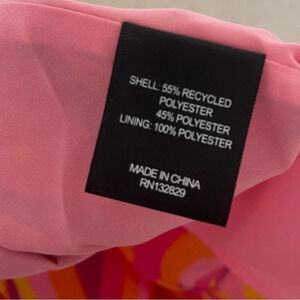 SHELL: 55% RECYCLED
POLYESTER
45% POLYESTER
LINING: 100% POLYESTER
MADE IN CHINA
RN132829